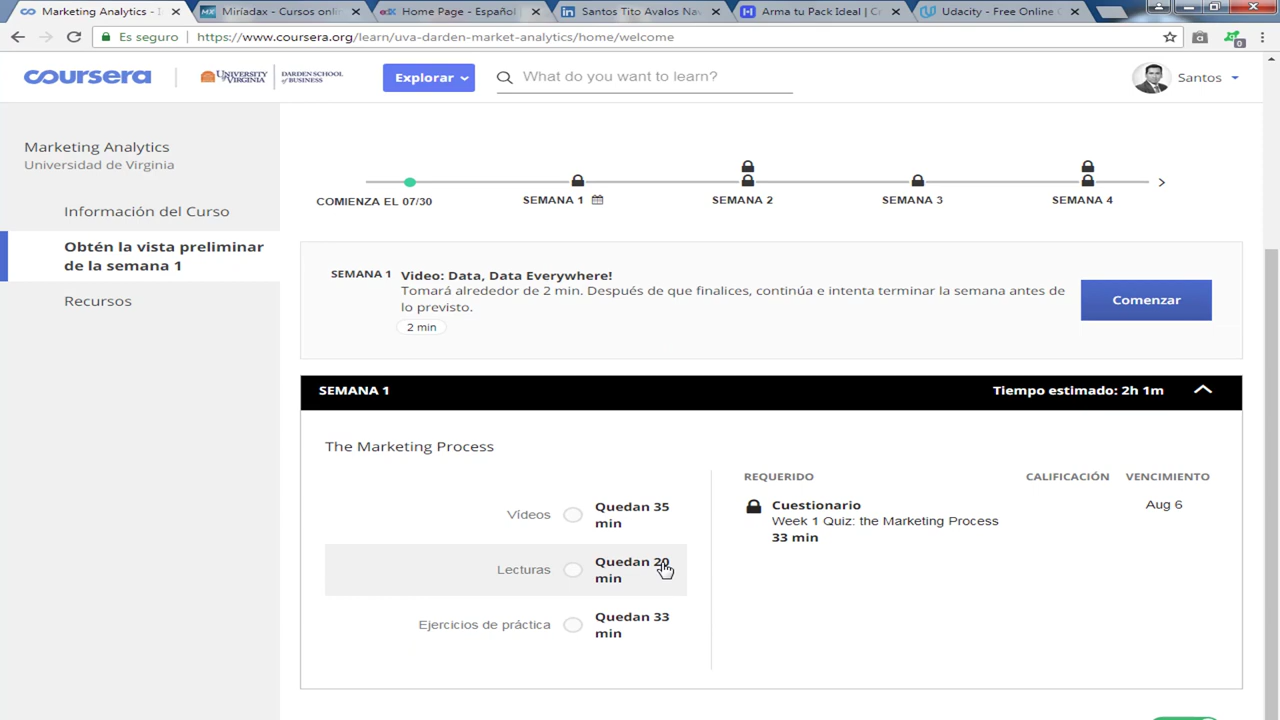 Marketing Analytics - I
Miríadax - Cursos onli
Home Page - Español
Santos Tito Avalos Nav
Arma tu Pack Ideal | C
Udacity - Free Online C
Es seguro
https://www.coursera.org/learn/uva-darden-market-analytics/home/welcome
0
coursera
UNIVERSITY of VIRGINIA
DARDEN SCHOOL of BUSINESS
Explorar
What do you want to learn?
Santos
Marketing Analytics
Universidad de Virginia
Información del Curso
Obtén la vista preliminar
de la semana 1
Recursos
COMIENZA EL 07/30
SEMANA 1
SEMANA 2
SEMANA 3
SEMANA 4
SEMANA 1
Video: Data, Data Everywhere!
Tomará alrededor de 2 min. Después de que finalices, continúa e intenta terminar la semana antes de
lo previsto.
2 min
Comenzar
SEMANA 1
Tiempo estimado: 2h 1m
The Marketing Process
Vídeos
Quedan 35
min
Lecturas
Quedan 20
min
Ejercicios de práctica
Quedan 33
min
REQUERIDO
CALIFICACIÓN
VENCIMIENTO
Cuestionario
Week 1 Quiz: the Marketing Process
33 min
Aug 6